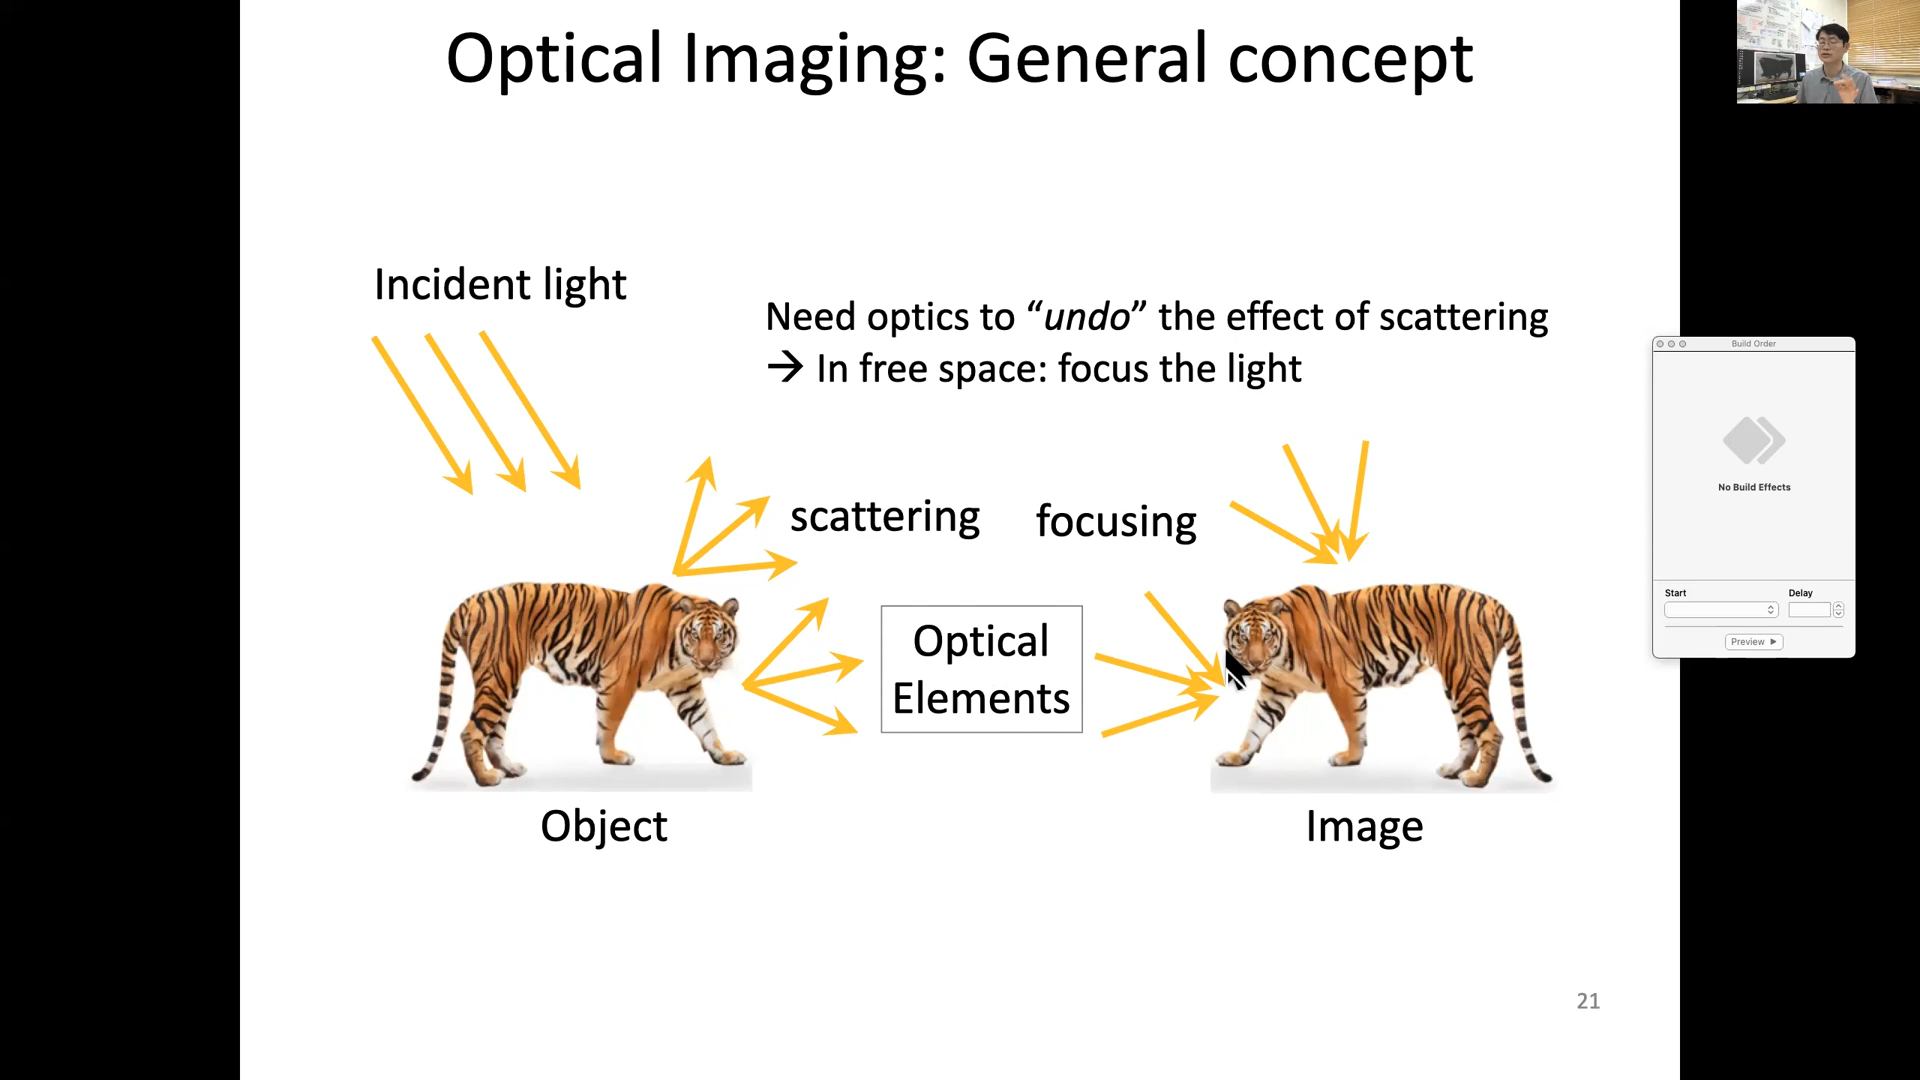 Optical Imaging: General concept
Incident light
Need optics to “undo” the effect of scattering
→ In free space: focus the light
scattering
focusing
Optical
Elements
Object
Image
21
Build Order
No Build Effects
Start
Delay
Preview